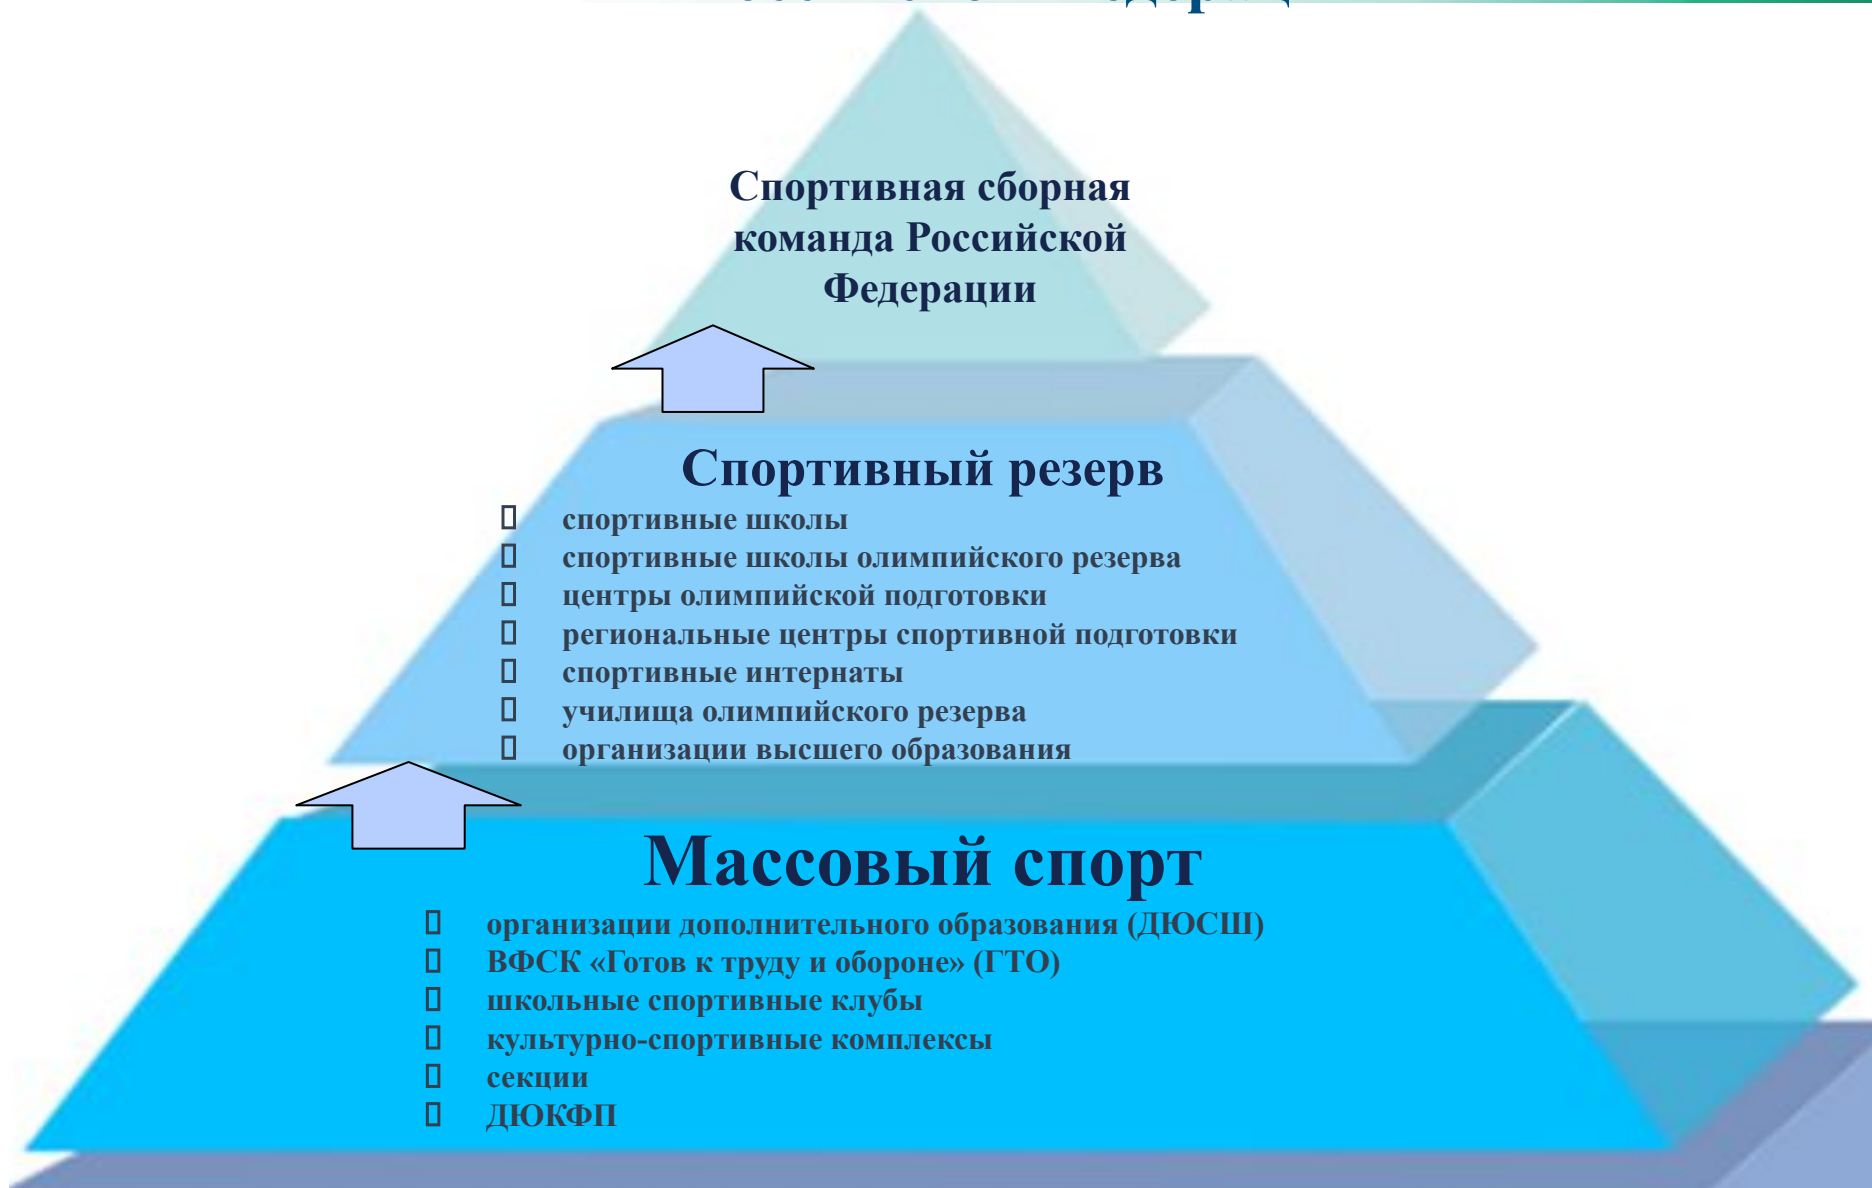 Спортивная сборная
команда Российской
Федерации
Спортивный резерв
спортивные школы
спортивные школы олимпийского резерва
центры олимпийской подготовки
региональные центры спортивной подготовки
спортивные интернаты
училища олимпийского резерва
организации высшего образования
Массовый спорт
организации дополнительного образования (ДЮСШ)
ВФСК «Готов к труду и обороне» (ГТО)
школьные спортивные клубы
культурно-спортивные комплексы
секции
ДЮКФП